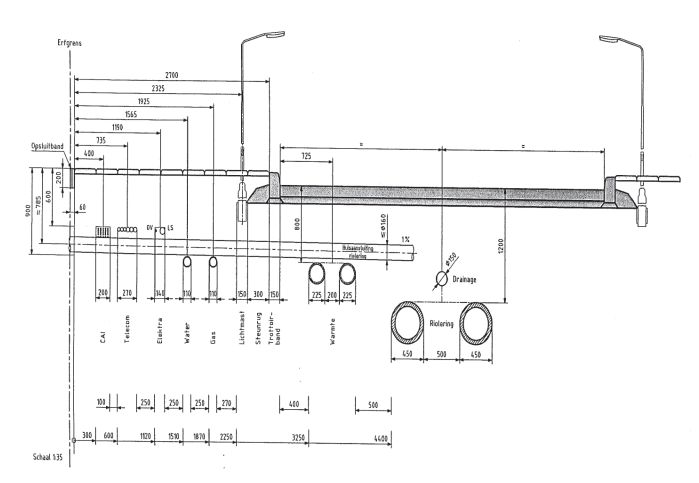 Erfgrens
2700
2325
1925
1565
1190
735
Opsluitband
400
=
=
725
900
≈ 785
600
200
60
OV
LS
Huisaansluiting
riolering
1%
≤ Ø160
800
1200
Ø150
Drainage
Riolering
200
270
140
110
110
150
300
150
225
200
225
450
500
450
CAI
Telecom
Elektra
Water
Gas
Lichtmast
Steunrug
Trottoir-
band
Warmte
100
250
250
250
270
400
500
300
600
1120
1510
1870
2250
3250
4400
Schaal 1:35